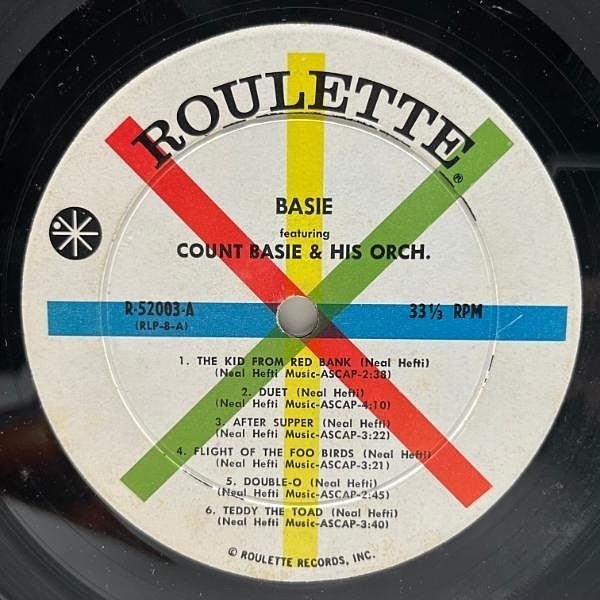 ROULETTE
®
BASIE
featuring
COUNT BASIE & HIS ORCH.
R-52003-A
(RLP-8-A)
33 1/3 RPM
1. THE KID FROM RED BANK (Neal Hefti)
(Neal Hefti Music-ASCAP-2:38)
2. DUET (Neal Hefti)
(Neal Hefti Music-ASCAP-4:10)
3. AFTER SUPPER (Neal Hefti)
(Neal Hefti Music-ASCAP-3:22)
4. FLIGHT OF THE FOO BIRDS (Neal Hefti)
(Neal Hefti Music-ASCAP-3:21)
5. DOUBLE-O (Neal Hefti)
(Neal Hefti Music-ASCAP-2:45)
6. TEDDY THE TOAD (Neal Hefti)
(Neal Hefti Music-ASCAP-3:40)
© ROULETTE RECORDS, INC.